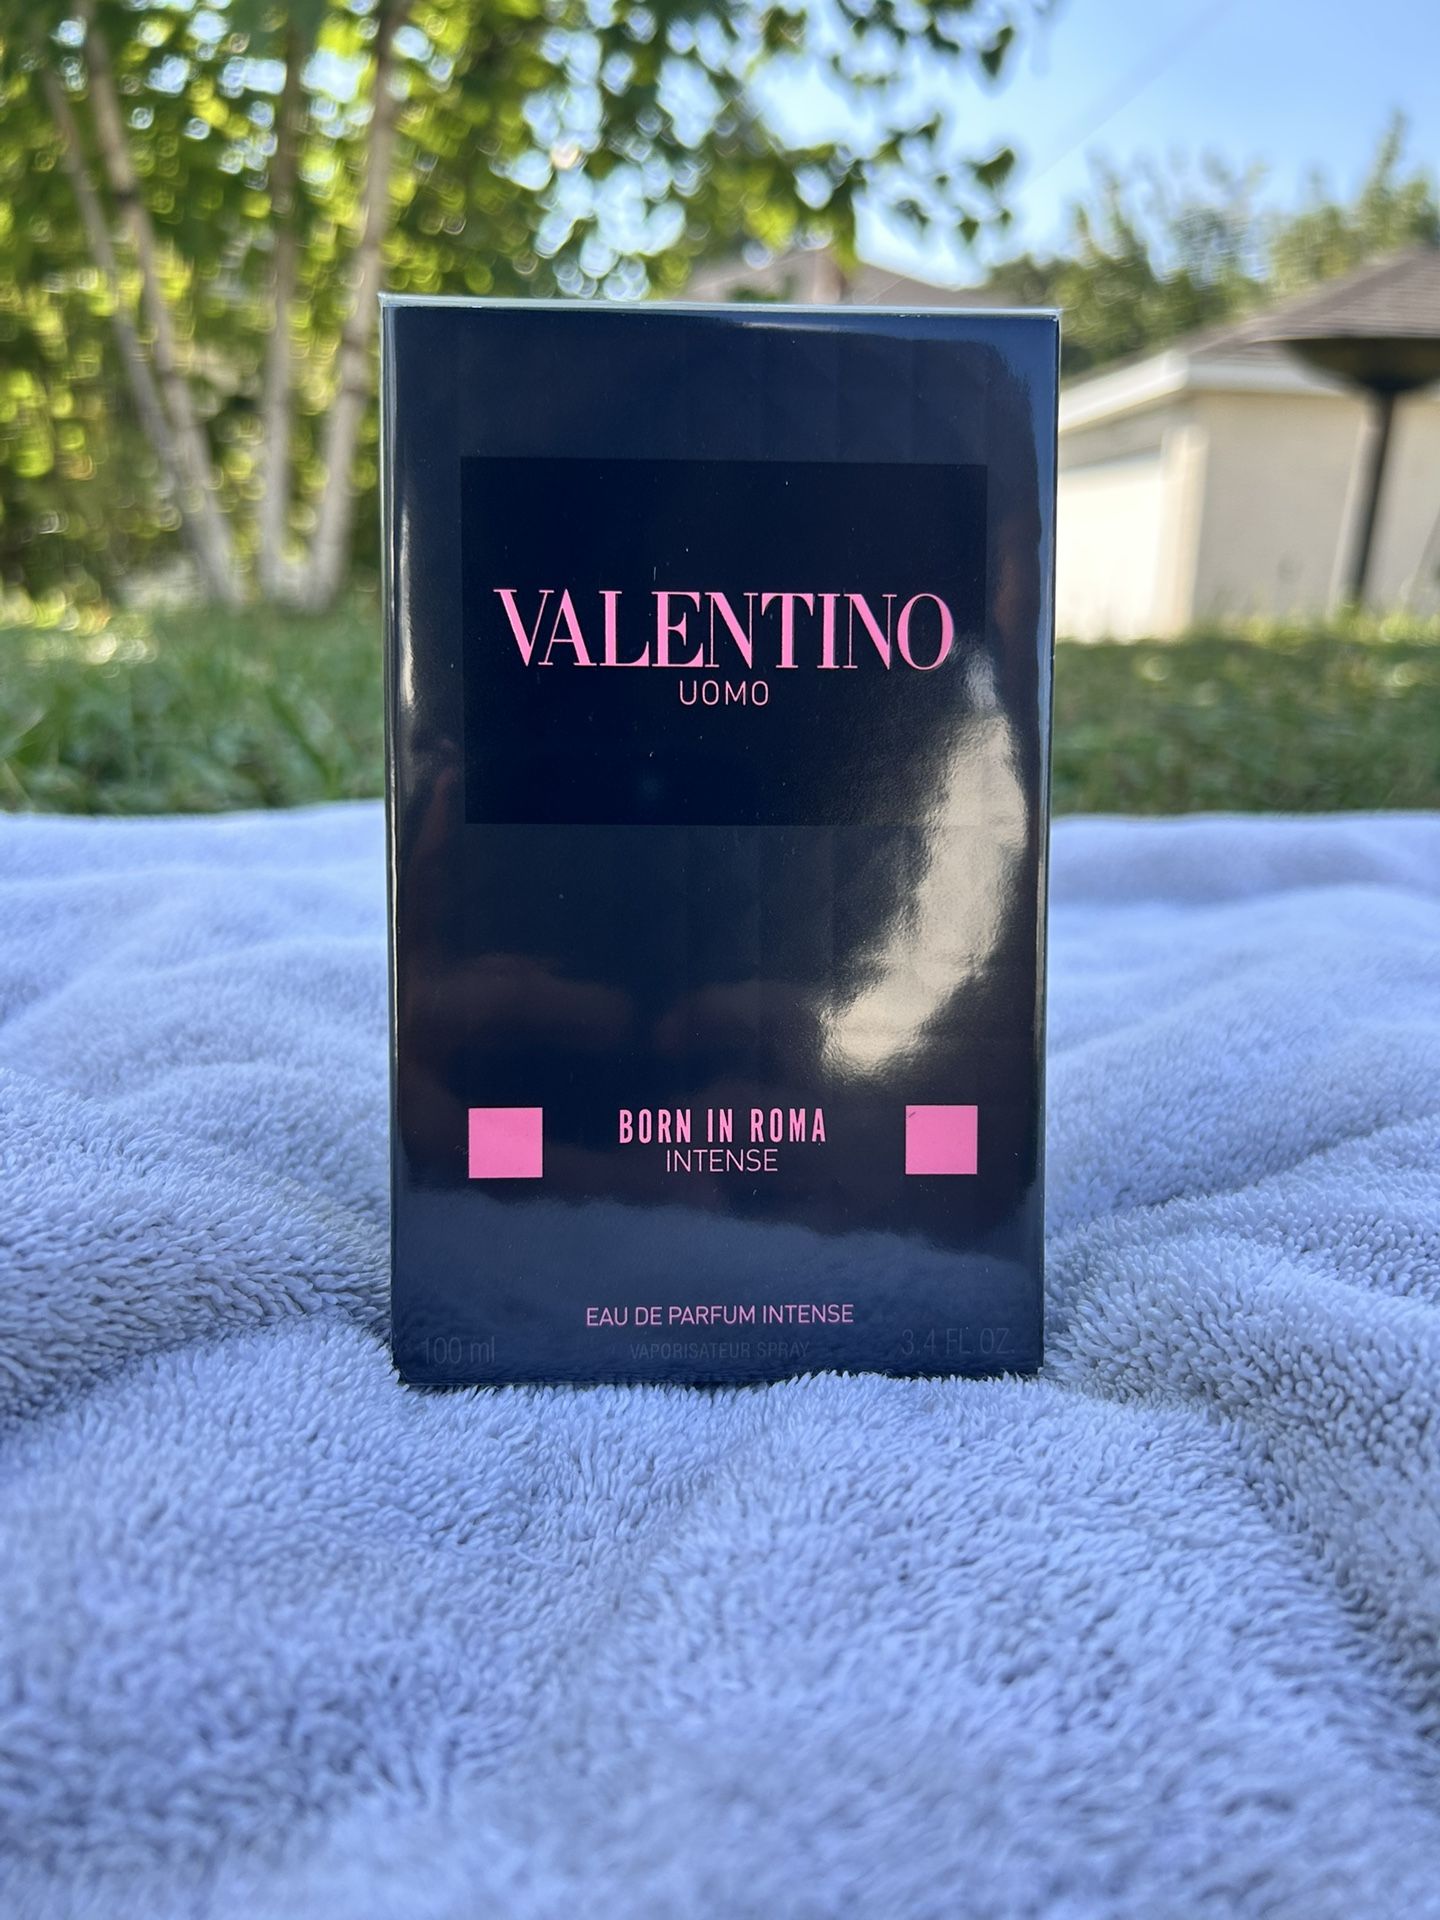 VALENTINO
UOMO
BORN IN ROMA
INTENSE
EAU DE PARFUM INTENSE
100 ml VAPORISATEUR SPRAY 3.4 FL.OZ.